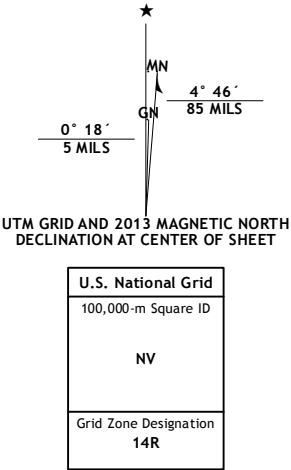 ★
MN
4° 46´
85 MILS
GN
0° 18´
5 MILS
UTM GRID AND 2013 MAGNETIC NORTH
DECLINATION AT CENTER OF SHEET
U.S. National Grid
100,000-m Square ID
NV
Grid Zone Designation
14R